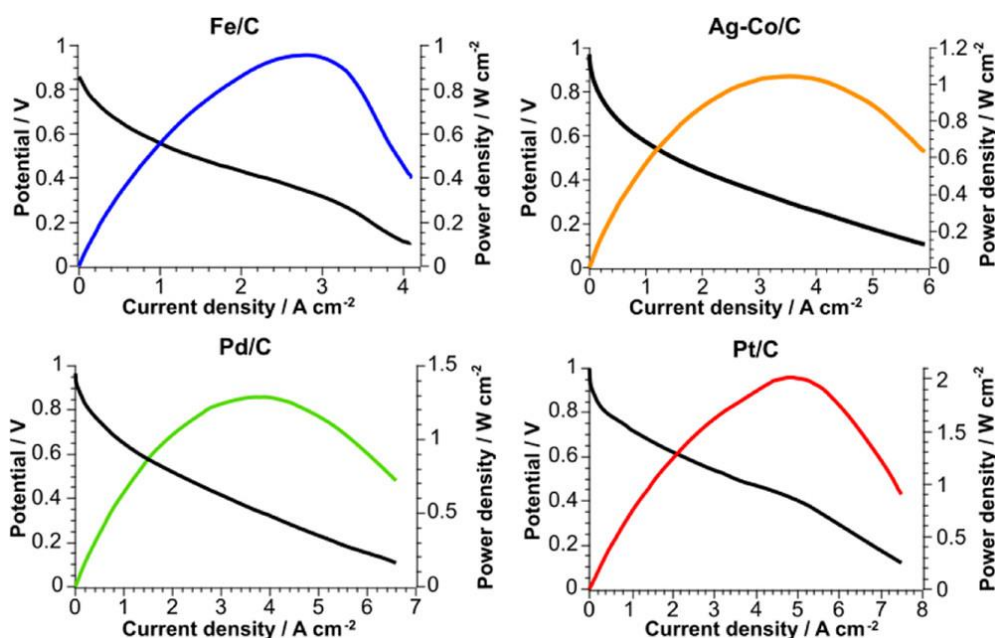 Fe/C
Potential / V
1
0.8
0.6
0.4
0.2
0
0 1 2 3 4
Current density / A cm⁻²
1
0.8
0.6
0.4
0.2
0
Power density / W cm⁻²
Ag-Co/C
Potential / V
1
0.8
0.6
0.4
0.2
0
0 1 2 3 4 5 6
Current density / A cm⁻²
1.2
1
0.8
0.6
0.4
0.2
0
Power density / W cm⁻²
Pd/C
Potential / V
1
0.8
0.6
0.4
0.2
0
0 1 2 3 4 5 6 7
Current density / A cm⁻²
1.5
1
0.5
0
Power density / W cm⁻²
Pt/C
Potential / V
1
0.8
0.6
0.4
0.2
0
0 1 2 3 4 5 6 7 8
Current density / A cm⁻²
2
1.5
1
0.5
0
Power density / W cm⁻²